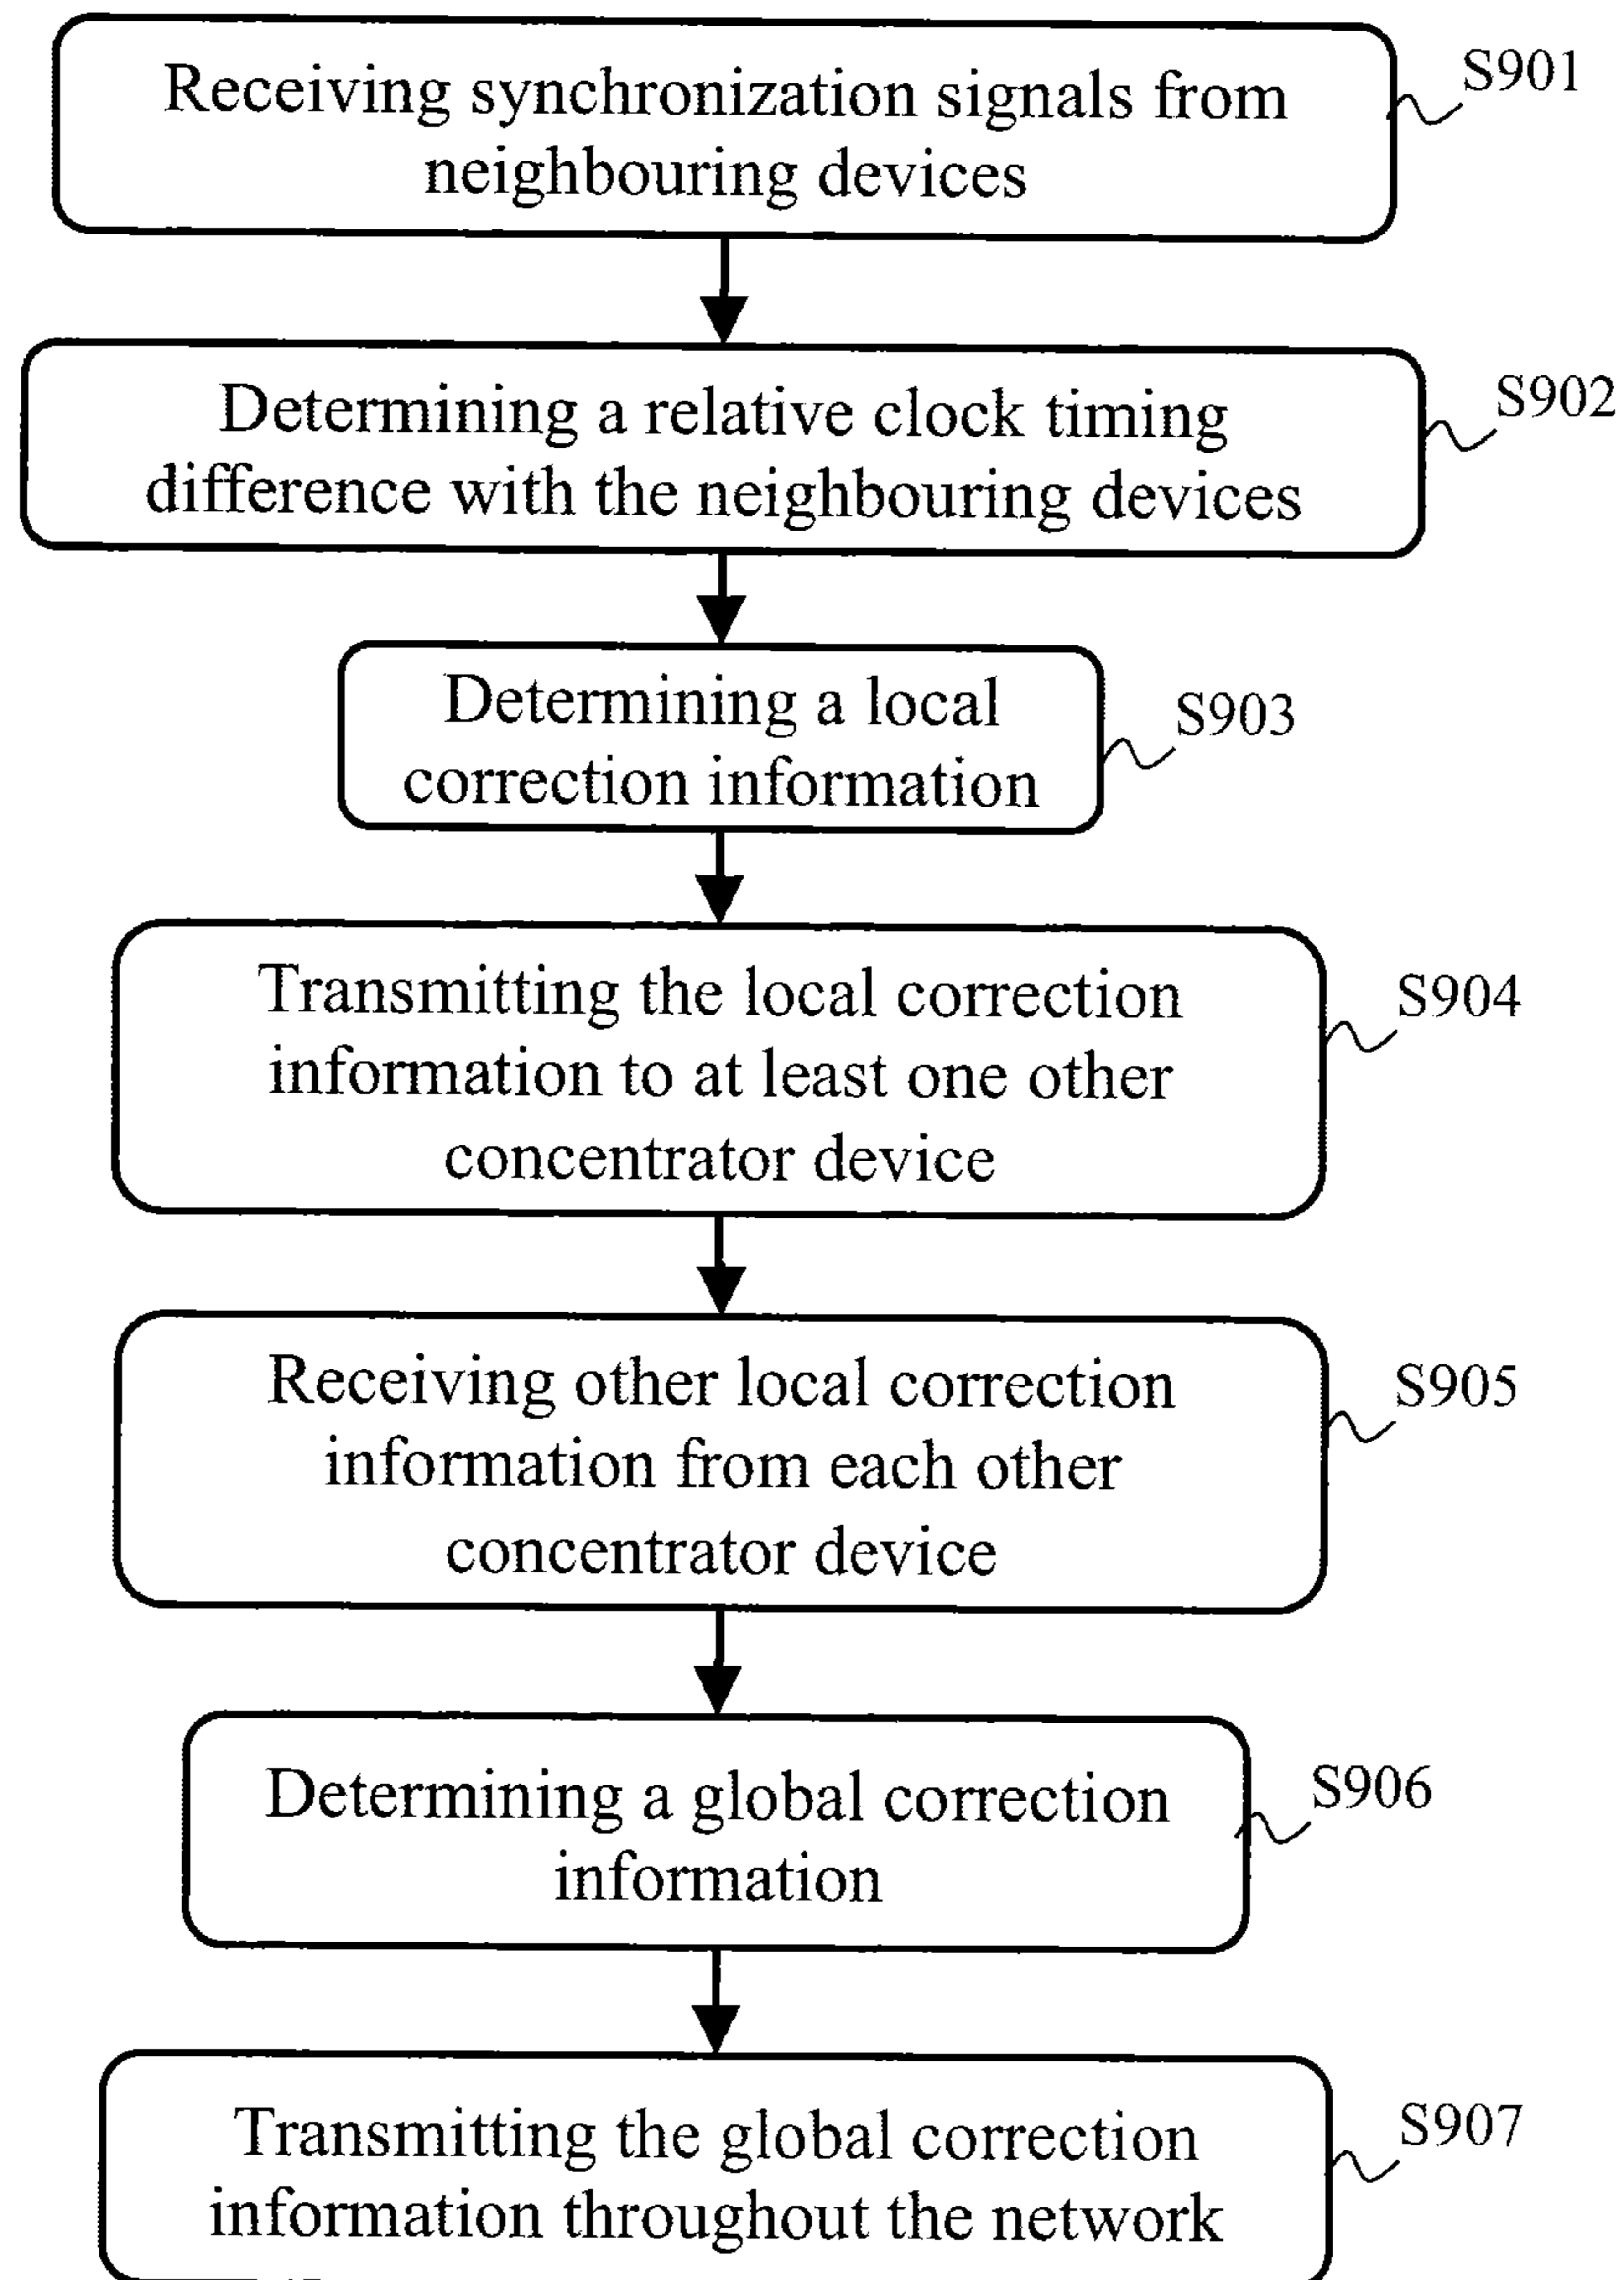 Receiving synchronization signals from
neighbouring devices
S901
Determining a relative clock timing
difference with the neighbouring devices
S902
Determining a local
correction information
S903
Transmitting the local correction
information to at least one other
concentrator device
S904
Receiving other local correction
information from each other
concentrator device
S905
Determining a global correction
information
S906
Transmitting the global correction
information throughout the network
S907